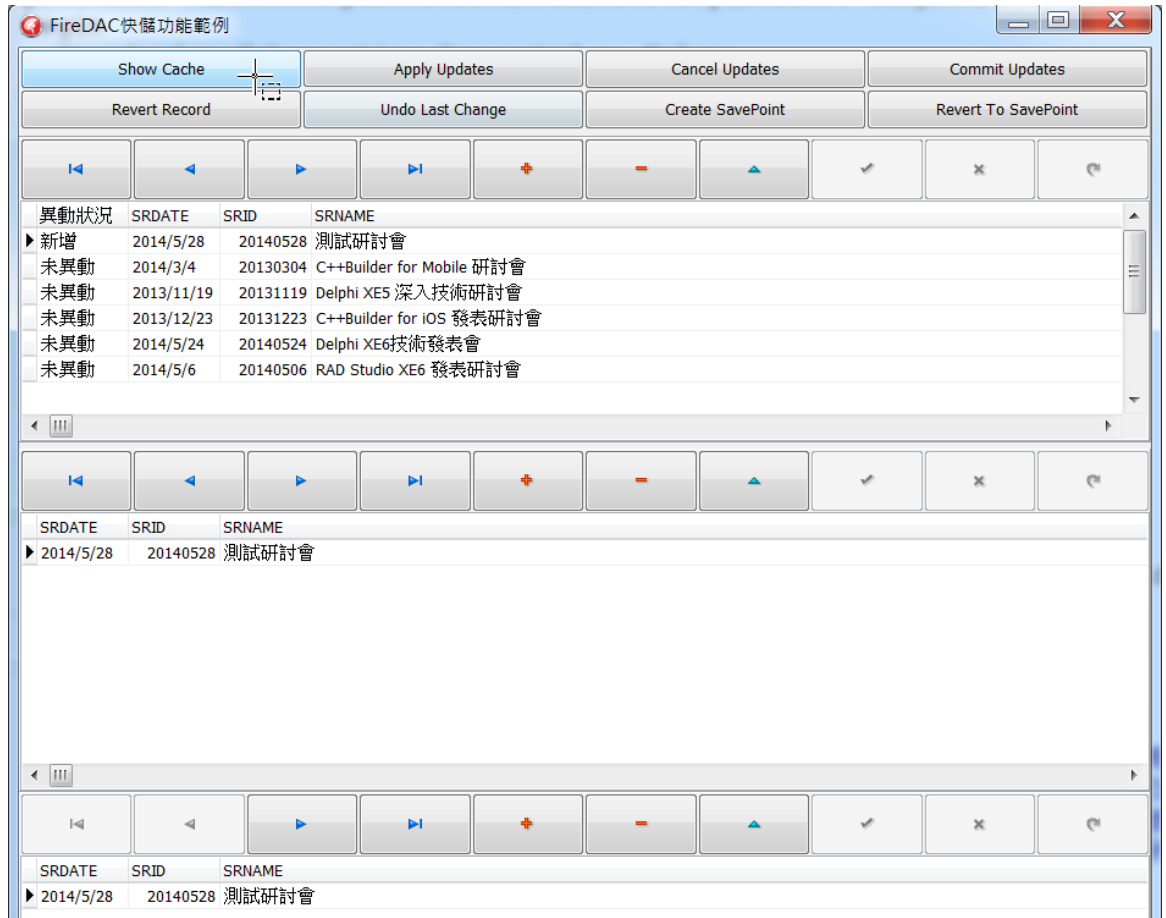 FireDAC快儲功能範例
Show Cache Apply Updates Cancel Updates Commit Updates
Revert Record Undo Last Change Create SavePoint Revert To SavePoint
異動狀況 SRDATE SRID SRNAME
新增 2014/5/28 20140528 測試研討會
未異動 2014/3/4 20130304 C++Builder for Mobile 研討會
未異動 2013/11/19 20131119 Delphi XE5 深入技術研討會
未異動 2013/12/23 20131223 C++Builder for iOS 發表研討會
未異動 2014/5/24 20140524 Delphi XE6技術發表會
未異動 2014/5/6 20140506 RAD Studio XE6 發表研討會
SRDATE SRID SRNAME
2014/5/28 20140528 測試研討會
SRDATE SRID SRNAME
2014/5/28 20140528 測試研討會